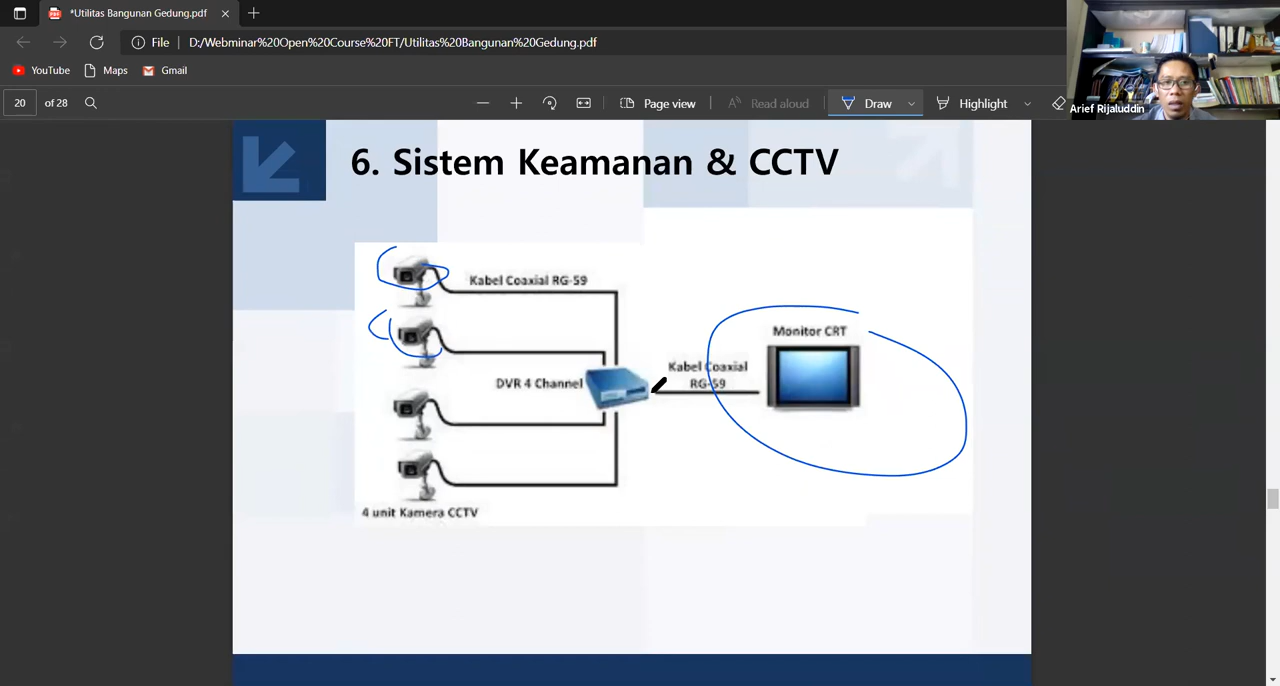 *Utilitas Bangunan Gedung.pdf
File
D:/Webminar%20Open%20Course%20FT/Utilitas%20Bangunan%20Gedung.pdf
YouTube
Maps
Gmail
20 of 28
Page view
Read aloud
Draw
Highlight
Arief Rijaluddin
6. Sistem Keamanan & CCTV
Kabel Coaxial RG-59
Monitor CRT
Kabel Coaxial
RG-59
DVR 4 Channel
4 unit Kamera CCTV